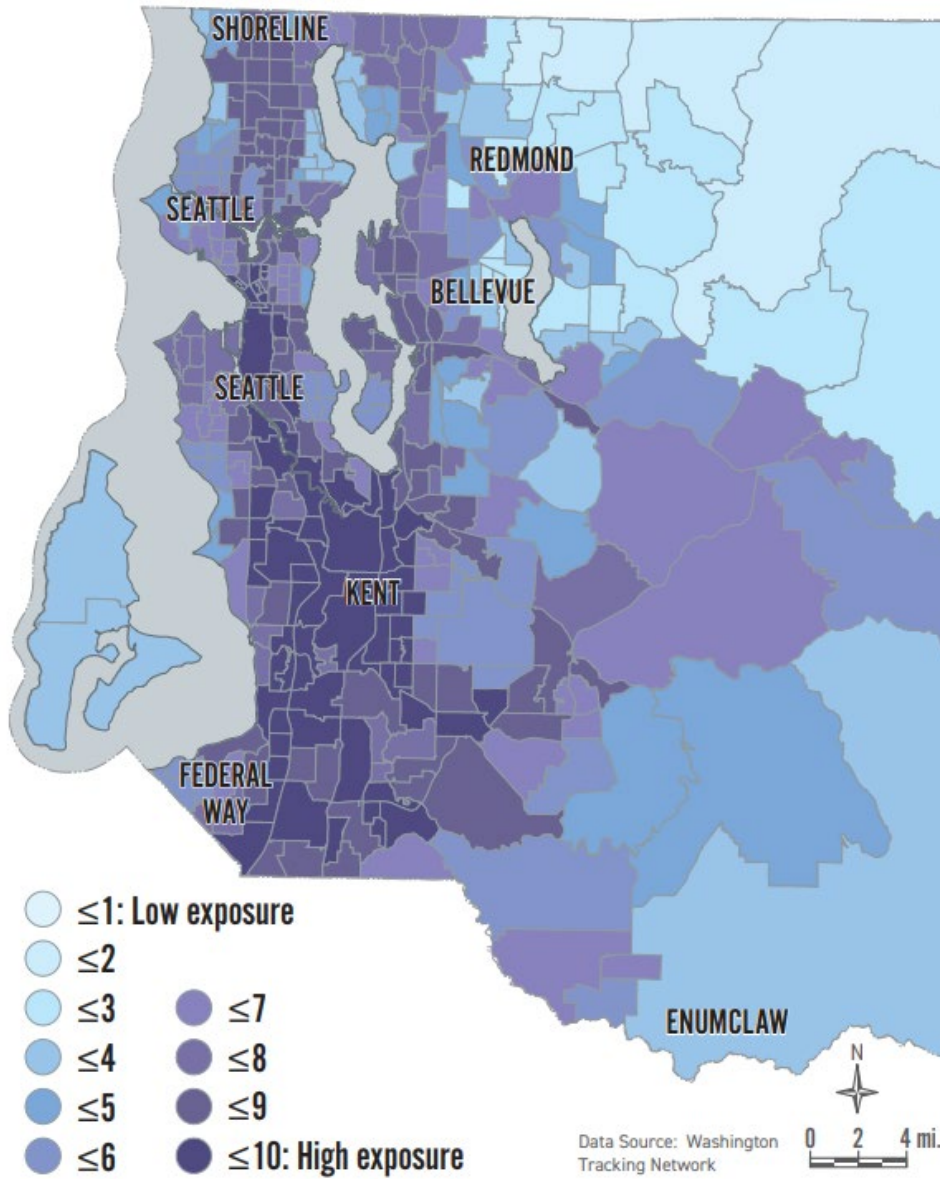 SHORELINE
REDMOND
SEATTLE
BELLEVUE
SEATTLE
KENT
FEDERAL
WAY
ENUMCLAW
≤1: Low exposure
≤2
≤3
≤4
≤5
≤6
≤7
≤8
≤9
≤10: High exposure
N
0 2 4 mi.
Data Source: Washington
Tracking Network